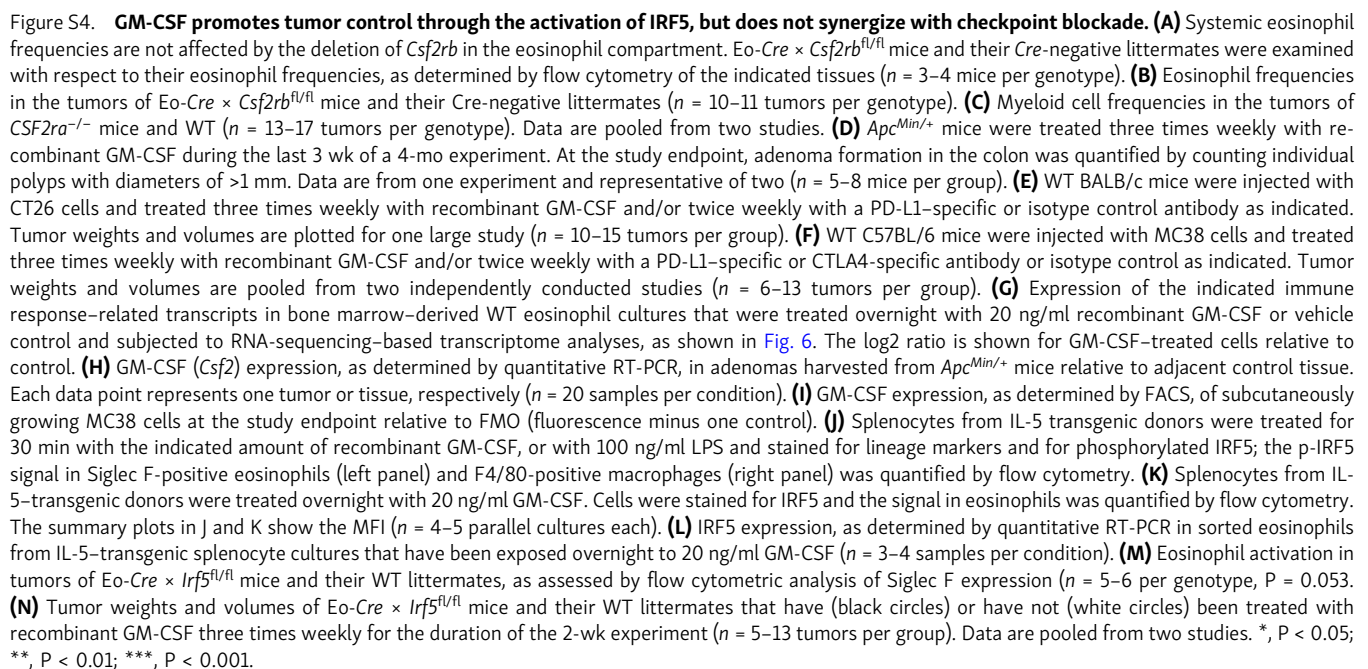 Figure S4. GM-CSF promotes tumor control through the activation of IRF5, but does not synergize with checkpoint blockade. (A) Systemic eosinophil
frequencies are not affected by the deletion of Csf2rb in the eosinophil compartment. Eo-Cre × Csf2rbfl/fl mice and their Cre-negative littermates were examined
with respect to their eosinophil frequencies, as determined by flow cytometry of the indicated tissues (n = 3–4 mice per genotype). (B) Eosinophil frequencies
in the tumors of Eo-Cre × Csf2rbfl/fl mice and their Cre-negative littermates (n = 10–11 tumors per genotype). (C) Myeloid cell frequencies in the tumors of
CSF2ra−/− mice and WT (n = 13–17 tumors per genotype). Data are pooled from two studies. (D) ApcMin/+ mice were treated three times weekly with re-
combinant GM-CSF during the last 3 wk of a 4-mo experiment. At the study endpoint, adenoma formation in the colon was quantified by counting individual
polyps with diameters of >1 mm. Data are from one experiment and representative of two (n = 5–8 mice per group). (E) WT BALB/c mice were injected with
CT26 cells and treated three times weekly with recombinant GM-CSF and/or twice weekly with a PD-L1–specific or isotype control antibody as indicated.
Tumor weights and volumes are plotted for one large study (n = 10–15 tumors per group). (F) WT C57BL/6 mice were injected with MC38 cells and treated
three times weekly with recombinant GM-CSF and/or twice weekly with a PD-L1–specific or CTLA4-specific antibody or isotype control as indicated. Tumor
weights and volumes are pooled from two independently conducted studies (n = 6–13 tumors per group). (G) Expression of the indicated immune
response–related transcripts in bone marrow–derived WT eosinophil cultures that were treated overnight with 20 ng/ml recombinant GM-CSF or vehicle
control and subjected to RNA-sequencing–based transcriptome analyses, as shown in Fig. 6. The log2 ratio is shown for GM-CSF–treated cells relative to
control. (H) GM-CSF (Csf2) expression, as determined by quantitative RT-PCR, in adenomas harvested from ApcMin/+ mice relative to adjacent control tissue.
Each data point represents one tumor or tissue, respectively (n = 20 samples per condition). (I) GM-CSF expression, as determined by FACS, of subcutaneously
growing MC38 cells at the study endpoint relative to FMO (fluorescence minus one control). (J) Splenocytes from IL-5 transgenic donors were treated for
30 min with the indicated amount of recombinant GM-CSF, or with 100 ng/ml LPS and stained for lineage markers and for phosphorylated IRF5; the p-IRF5
signal in Siglec F-positive eosinophils (left panel) and F4/80-positive macrophages (right panel) was quantified by flow cytometry. (K) Splenocytes from IL-
5–transgenic donors were treated overnight with 20 ng/ml GM-CSF. Cells were stained for IRF5 and the signal in eosinophils was quantified by flow cytometry.
The summary plots in J and K show the MFI (n = 4–5 parallel cultures each). (L) IRF5 expression, as determined by quantitative RT-PCR in sorted eosinophils
from IL-5–transgenic splenocyte cultures that have been exposed overnight to 20 ng/ml GM-CSF (n = 3–4 samples per condition). (M) Eosinophil activation in
tumors of Eo-Cre × Irf5fl/fl mice and their WT littermates, as assessed by flow cytometric analysis of Siglec F expression (n = 5–6 per genotype, P = 0.053.
(N) Tumor weights and volumes of Eo-Cre × Irf5fl/fl mice and their WT littermates that have (black circles) or have not (white circles) been treated with
recombinant GM-CSF three times weekly for the duration of the 2-wk experiment (n = 5–13 tumors per group). Data are pooled from two studies. *, P < 0.05;
**, P < 0.01; ***, P < 0.001.